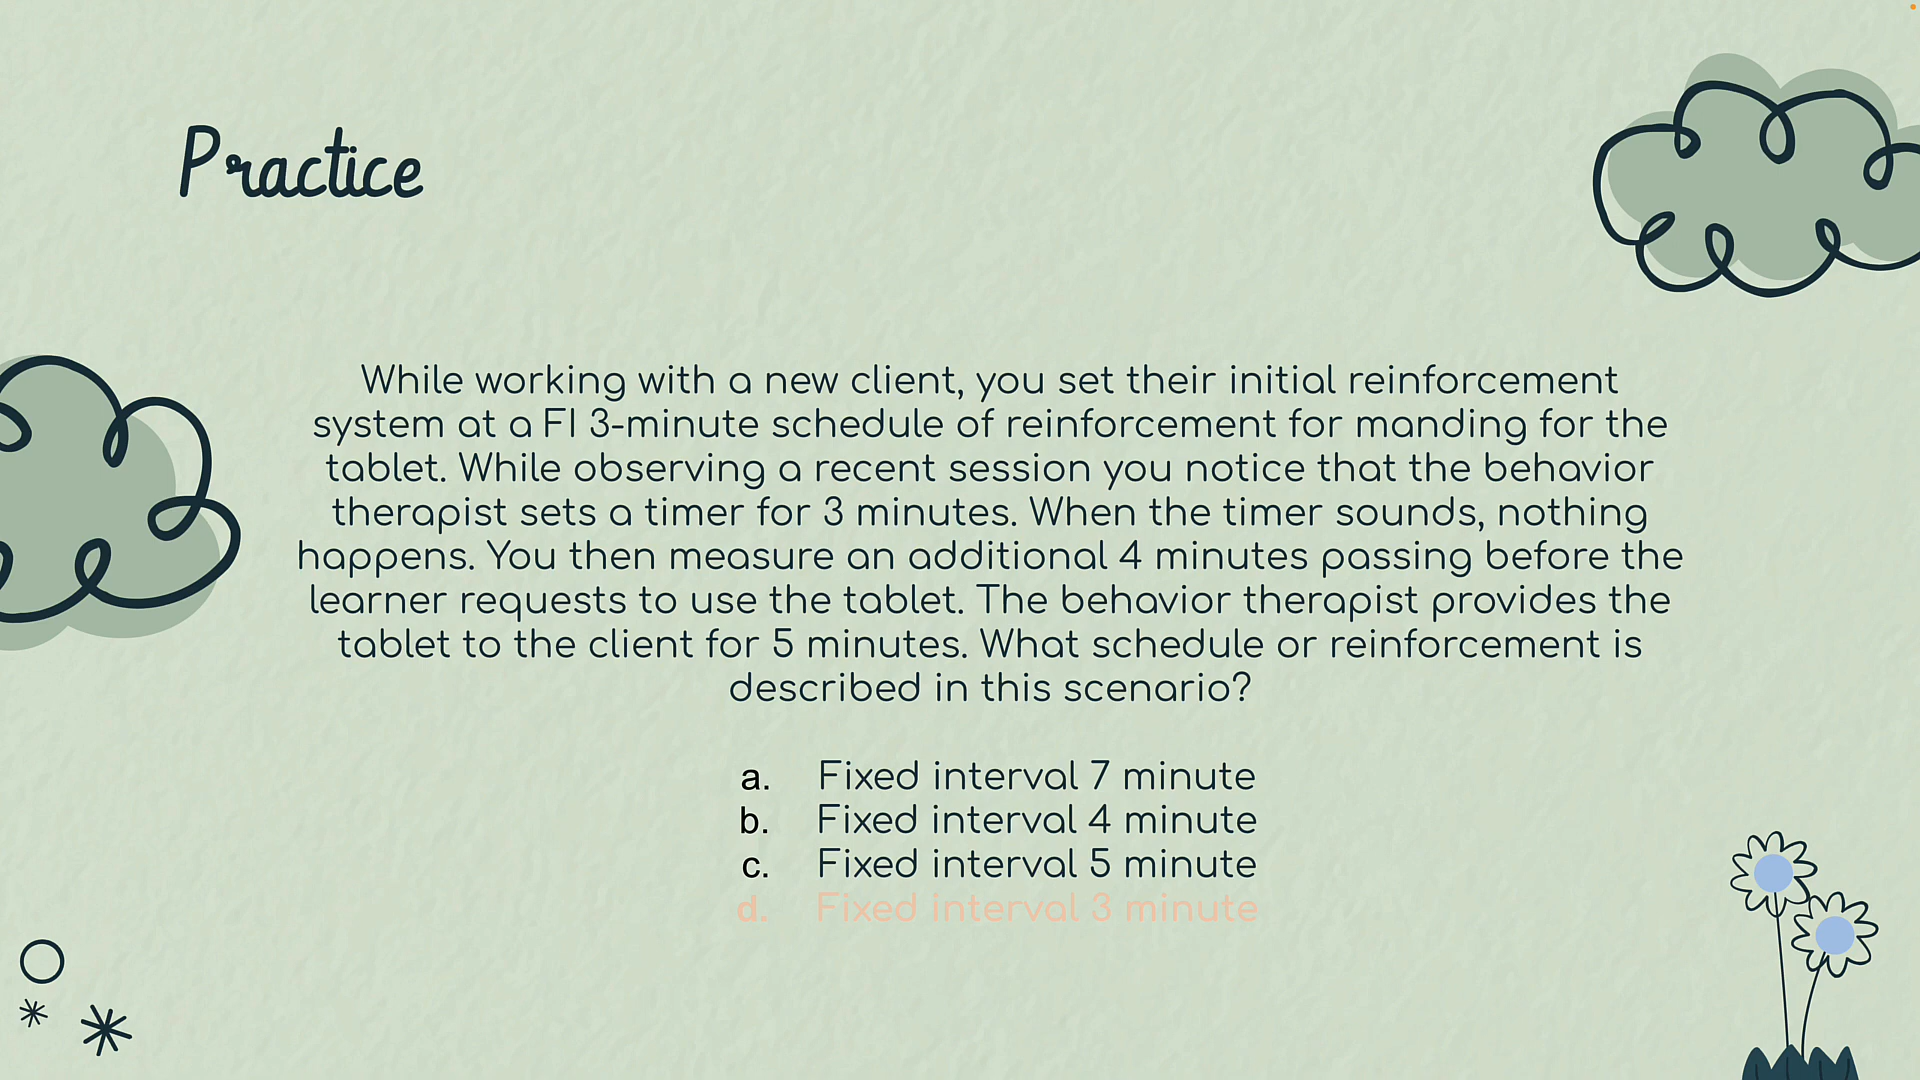 Practice
While working with a new client, you set their initial reinforcement
system at a FI 3-minute schedule of reinforcement for manding for the
tablet. While observing a recent session you notice that the behavior
therapist sets a timer for 3 minutes. When the timer sounds, nothing
happens. You then measure an additional 4 minutes passing before the
learner requests to use the tablet. The behavior therapist provides the
tablet to the client for 5 minutes. What schedule or reinforcement is
described in this scenario?
a. Fixed interval 7 minute
b. Fixed interval 4 minute
c. Fixed interval 5 minute
d. Fixed interval 3 minute